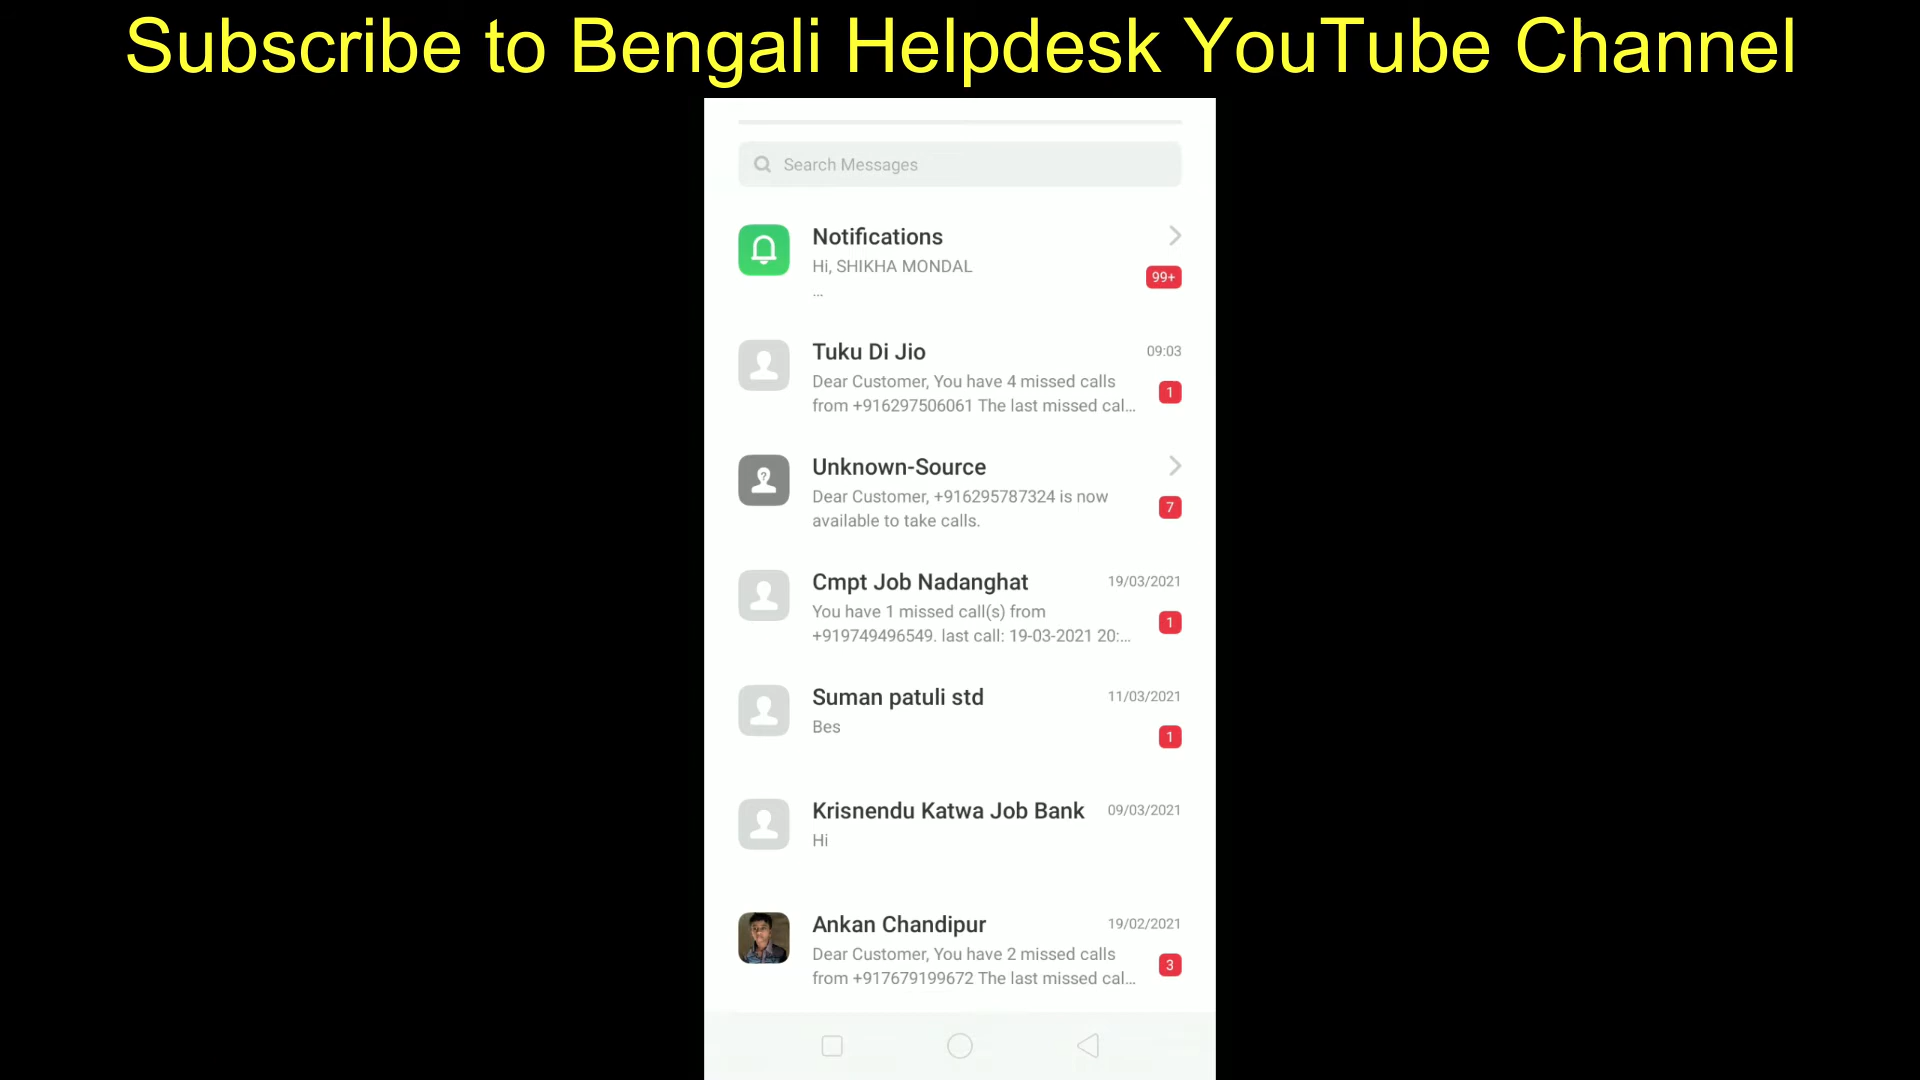 Subscribe to Bengali Helpdesk YouTube Channel
Search Messages
Notifications
Hi, SHIKHA MONDAL
...
99+
Tuku Di Jio
09:03
Dear Customer, You have 4 missed calls
from +916297506061 The last missed cal...
1
Unknown-Source
Dear Customer, +916295787324 is now
available to take calls.
7
Cmpt Job Nadanghat
19/03/2021
You have 1 missed call(s) from
+919749496549. last call: 19-03-2021 20:...
1
Suman patuli std
11/03/2021
Bes
1
Krisnendu Katwa Job Bank
09/03/2021
Hi
Ankan Chandipur
19/02/2021
Dear Customer, You have 2 missed calls
from +917679199672 The last missed cal...
3